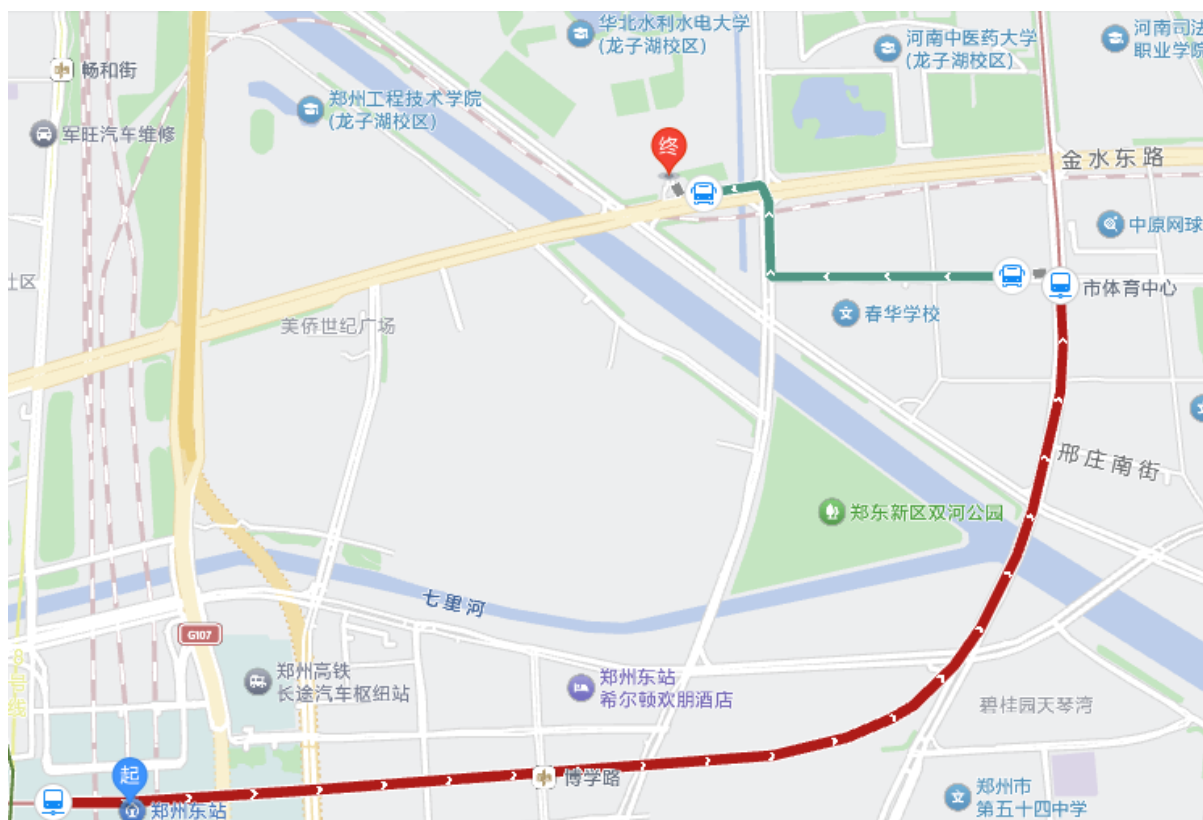 华北水利水电大学
(龙子湖校区)
河南中医药大学
(龙子湖校区)
河南司法
职业学院
畅和街
郑州工程技术学院
(龙子湖校区)
军旺汽车维修
终
金水东路
中原网球
社区
市体育中心
春华学校
美侨世纪广场
邢庄南街
郑东新区双河公园
七里河
G107
郑州高铁
长途汽车枢纽站
郑州东站
希尔顿欢朋酒店
8号线
碧桂园天琴湾
起
博学路
郑州东站
郑州市
第五十四中学